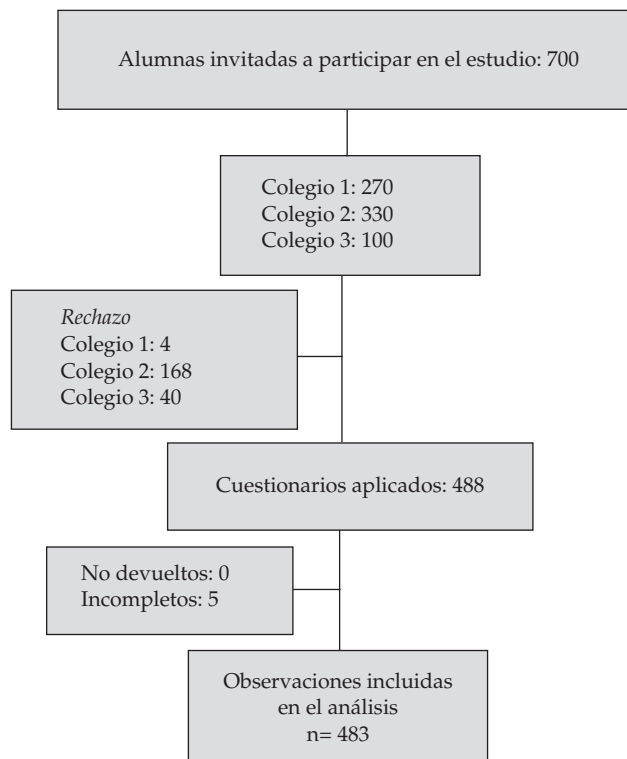 Alumnas invitadas a participar en el estudio: 700
Colegio 1: 270
Colegio 2: 330
Colegio 3: 100
Rechazo
Colegio 1: 4
Colegio 2: 168
Colegio 3: 40
Cuestionarios aplicados: 488
No devueltos: 0
Incompletos: 5
Observaciones incluidas
en el análisis
n= 483